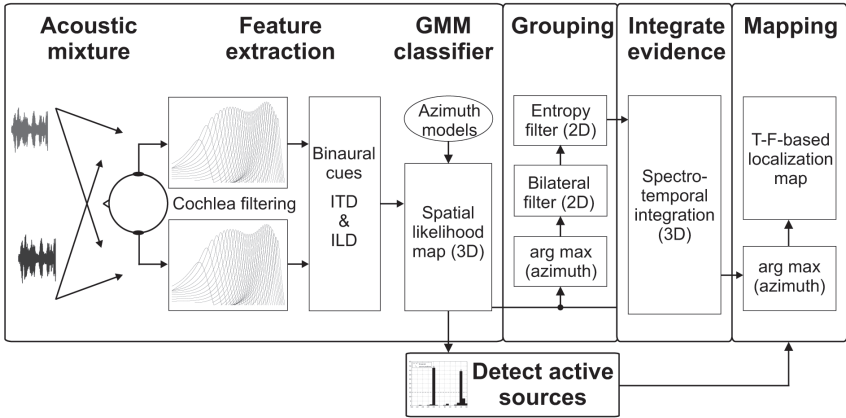 Acoustic
mixture
Feature
extraction
GMM
classifier
Grouping
Integrate
evidence
Mapping
Cochlea filtering
Binaural
cues
ITD
&
ILD
Azimuth
models
Spatial
likelihood
map (3D)
Entropy
filter (2D)
Bilateral
filter (2D)
arg max
(azimuth)
Spectro-
temporal
integration
(3D)
T-F-based
localization
map
arg max
(azimuth)
Detect active
sources